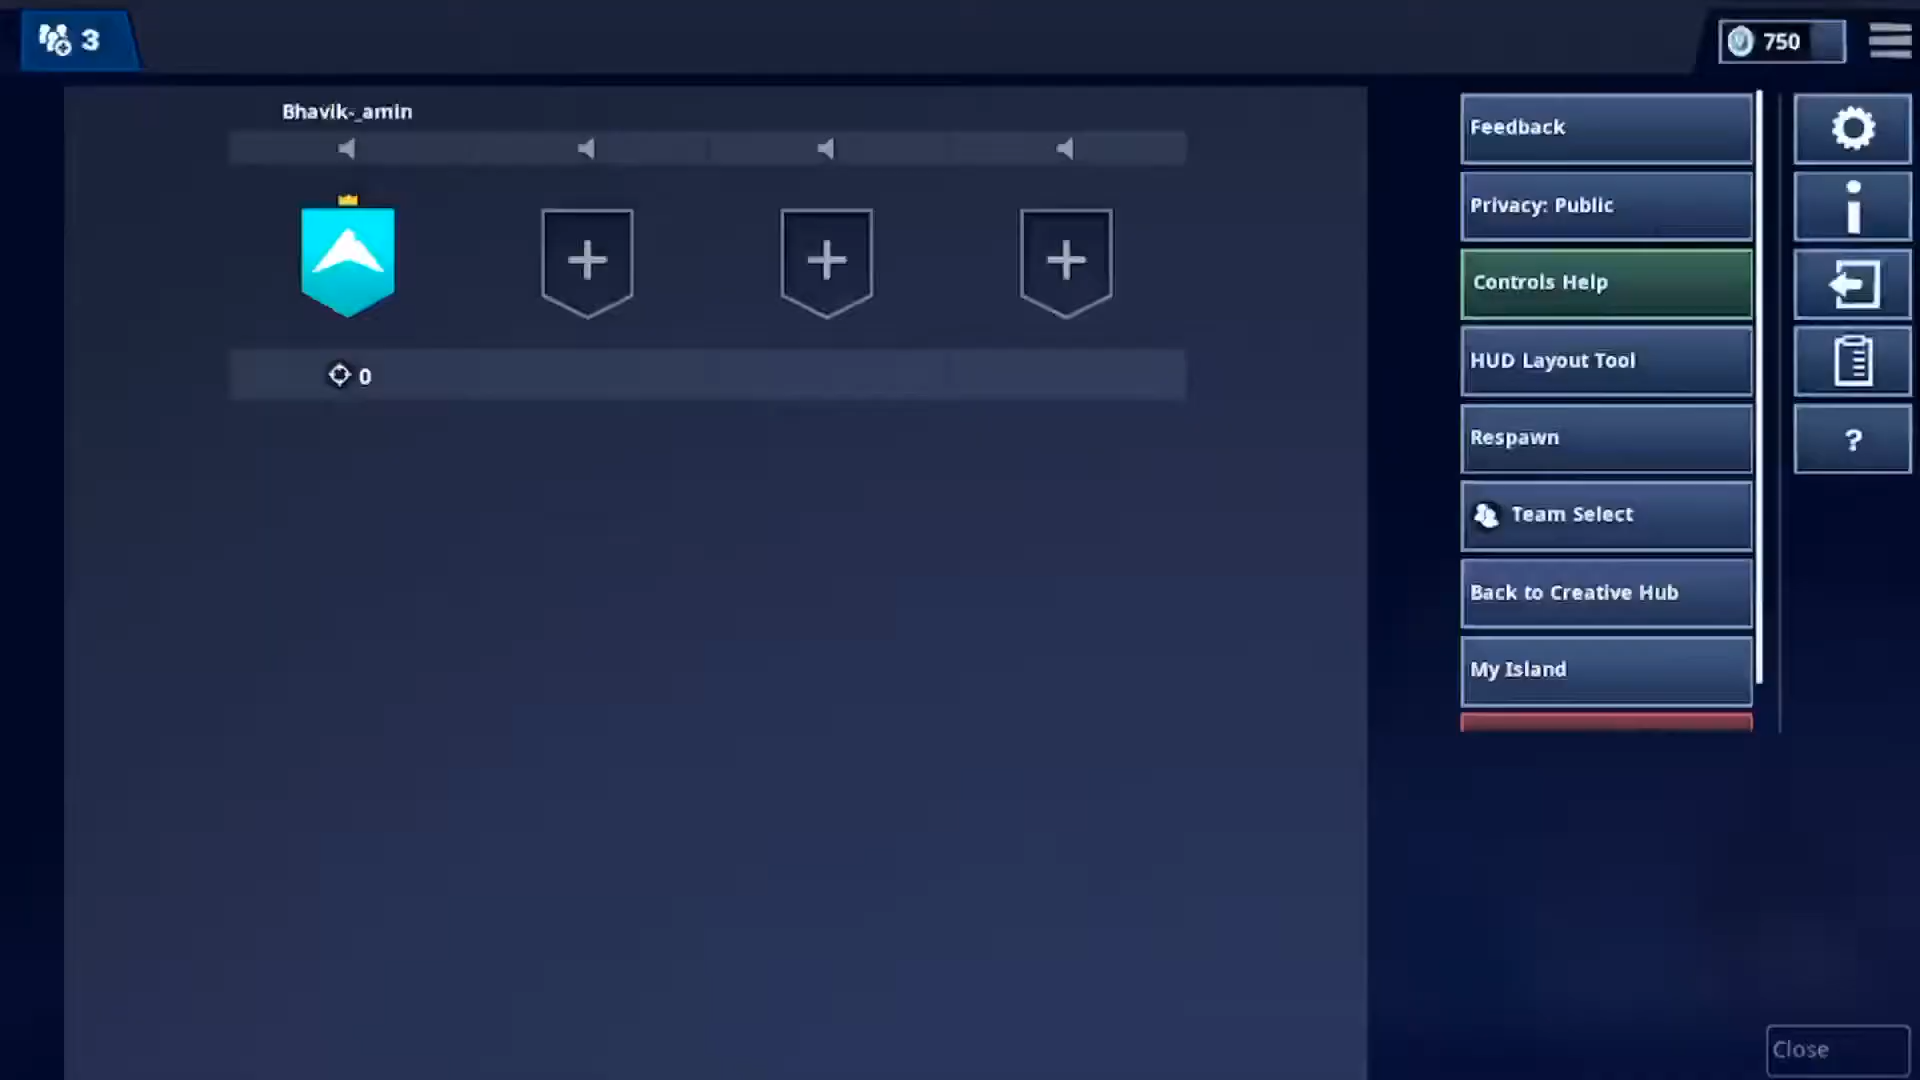 3
750
Bhavik-_amin
0
Feedback
Privacy: Public
Controls Help
HUD Layout Tool
Respawn
Team Select
Back to Creative Hub
My Island
?
Close